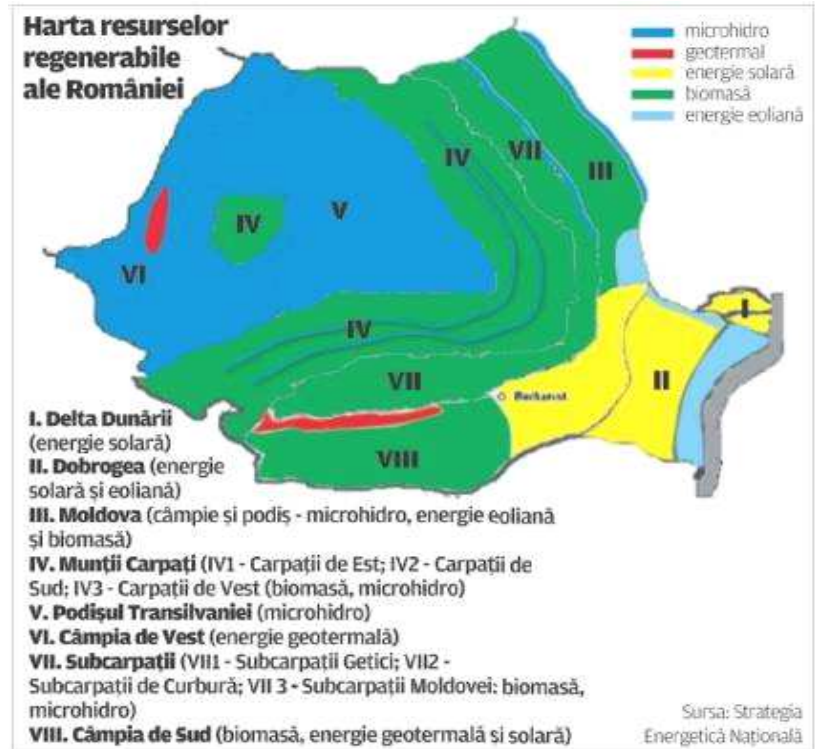 Harta resurselor
regenerabile
ale României
microhidro
geotermal
energie solară
biomasă
energie eoliană
IV
VII
III
IV
V
VI
I
IV
II
VII
București
VIII
I. Delta Dunării
(energie solară)
II. Dobrogea (energie
solară și eoliană)
III. Moldova (câmpie și podiș - microhidro, energie eoliană
și biomasă)
IV. Munții Carpați (IV1 - Carpații de Est; IV2 - Carpații de
Sud; IV3 - Carpații de Vest (biomasă, microhidro)
V. Podișul Transilvaniei (microhidro)
VI. Câmpia de Vest (energie geotermală)
VII. Subcarpații (VII1 - Subcarpații Getici; VII2 -
Subcarpații de Curbură; VII 3 - Subcarpații Moldovei: biomasă,
microhidro)
VIII. Câmpia de Sud (biomasă, energie geotermală si solară)
Sursa: Strategia
Energetică Națională